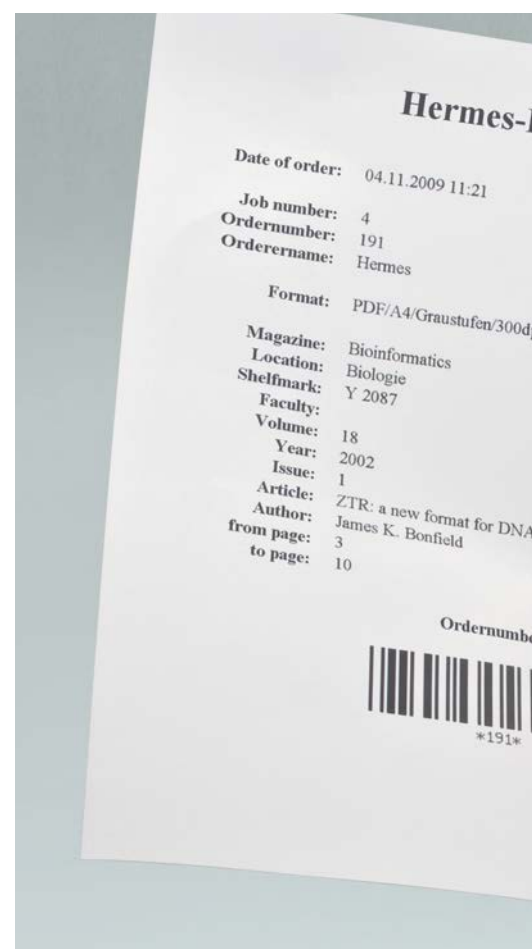 Hermes-
Date of order: 04.11.2009 11:21
Job number: 4
Ordernumber: 191
Orderername: Hermes
Format: PDF/A4/Graustufen/300d
Magazine: Bioinformatics
Location: Biologie
Shelfmark: Y 2087
Faculty:
Volume: 18
Year: 2002
Issue: 1
Article: ZTR: a new format for DNA
Author: James K. Bonfield
from page: 3
to page: 10
Ordernumbe
*191*